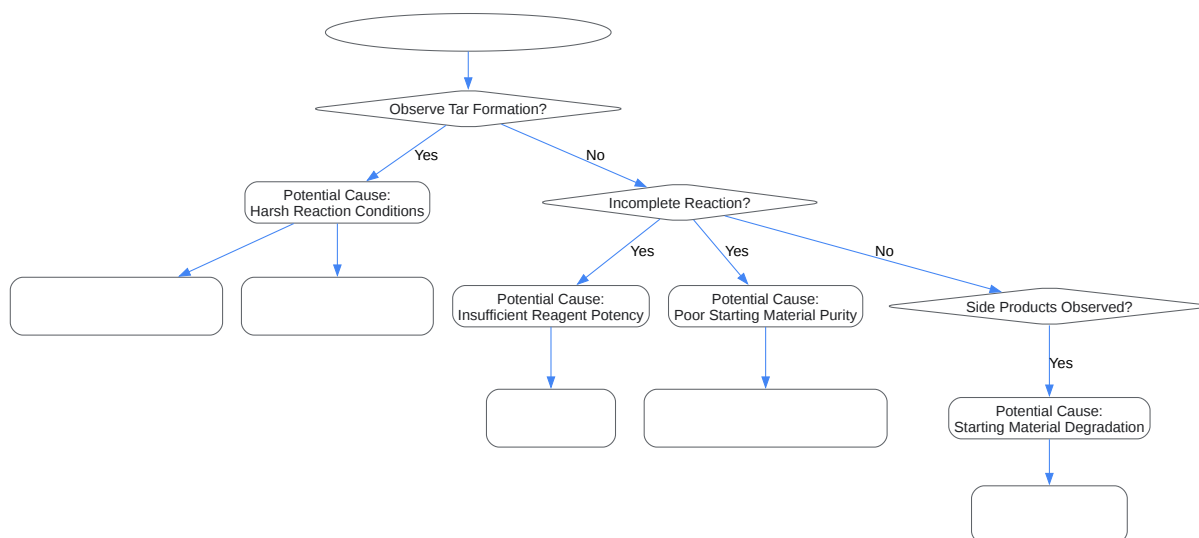 Observe Tar Formation?
Yes
No
Potential Cause:
Harsh Reaction Conditions
Incomplete Reaction?
Yes
Yes
No
Potential Cause:
Insufficient Reagent Potency
Potential Cause:
Poor Starting Material Purity
Side Products Observed?
Yes
Potential Cause:
Starting Material Degradation